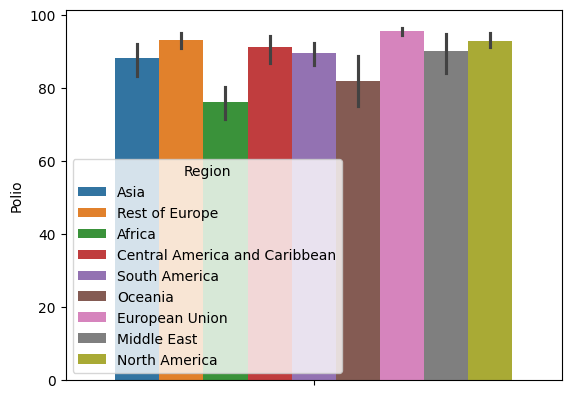 100
80
60
40
20
0
Polio
Region
Asia
Rest of Europe
Africa
Central America and Caribbean
South America
Oceania
European Union
Middle East
North America